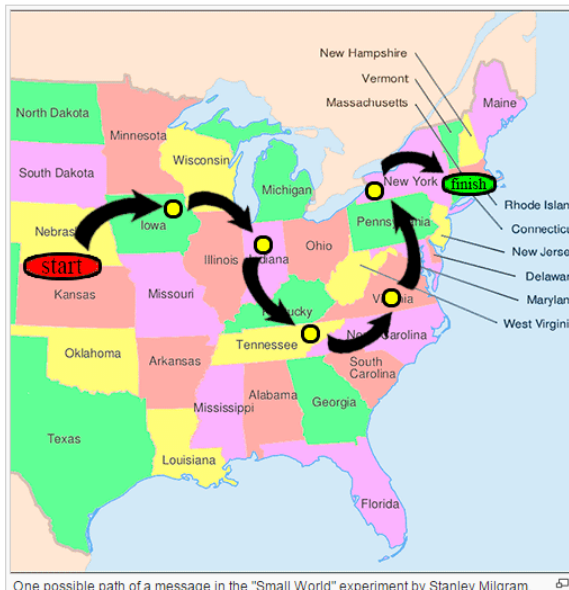 New Hampshire
Vermont
Massachusetts
Maine
North Dakota
Minnesota
South Dakota
Wisconsin
Michigan
New York
finish
Rhode Islan
Connecticu
New Jerse
Delawar
Marylan
West Virgini
Nebras
Iowa
start
Illinois
Indiana
Ohio
Pennsylvania
Kansas
Missouri
Kentucky
Virginia
Oklahoma
Arkansas
Tennessee
North Carolina
South
Carolina
Mississippi
Alabama
Georgia
Texas
Louisiana
Florida
One possible path of a message in the "Small World" experiment by Stanley Milgram